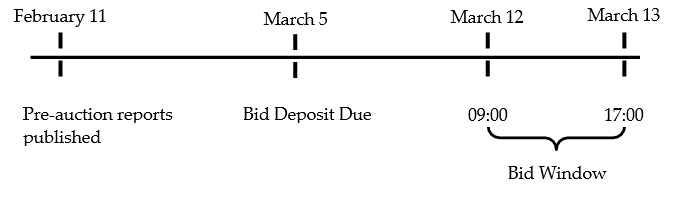 February 11
March 5
March 12
March 13
Pre-auction reports
published
Bid Deposit Due
09:00
17:00
Bid Window